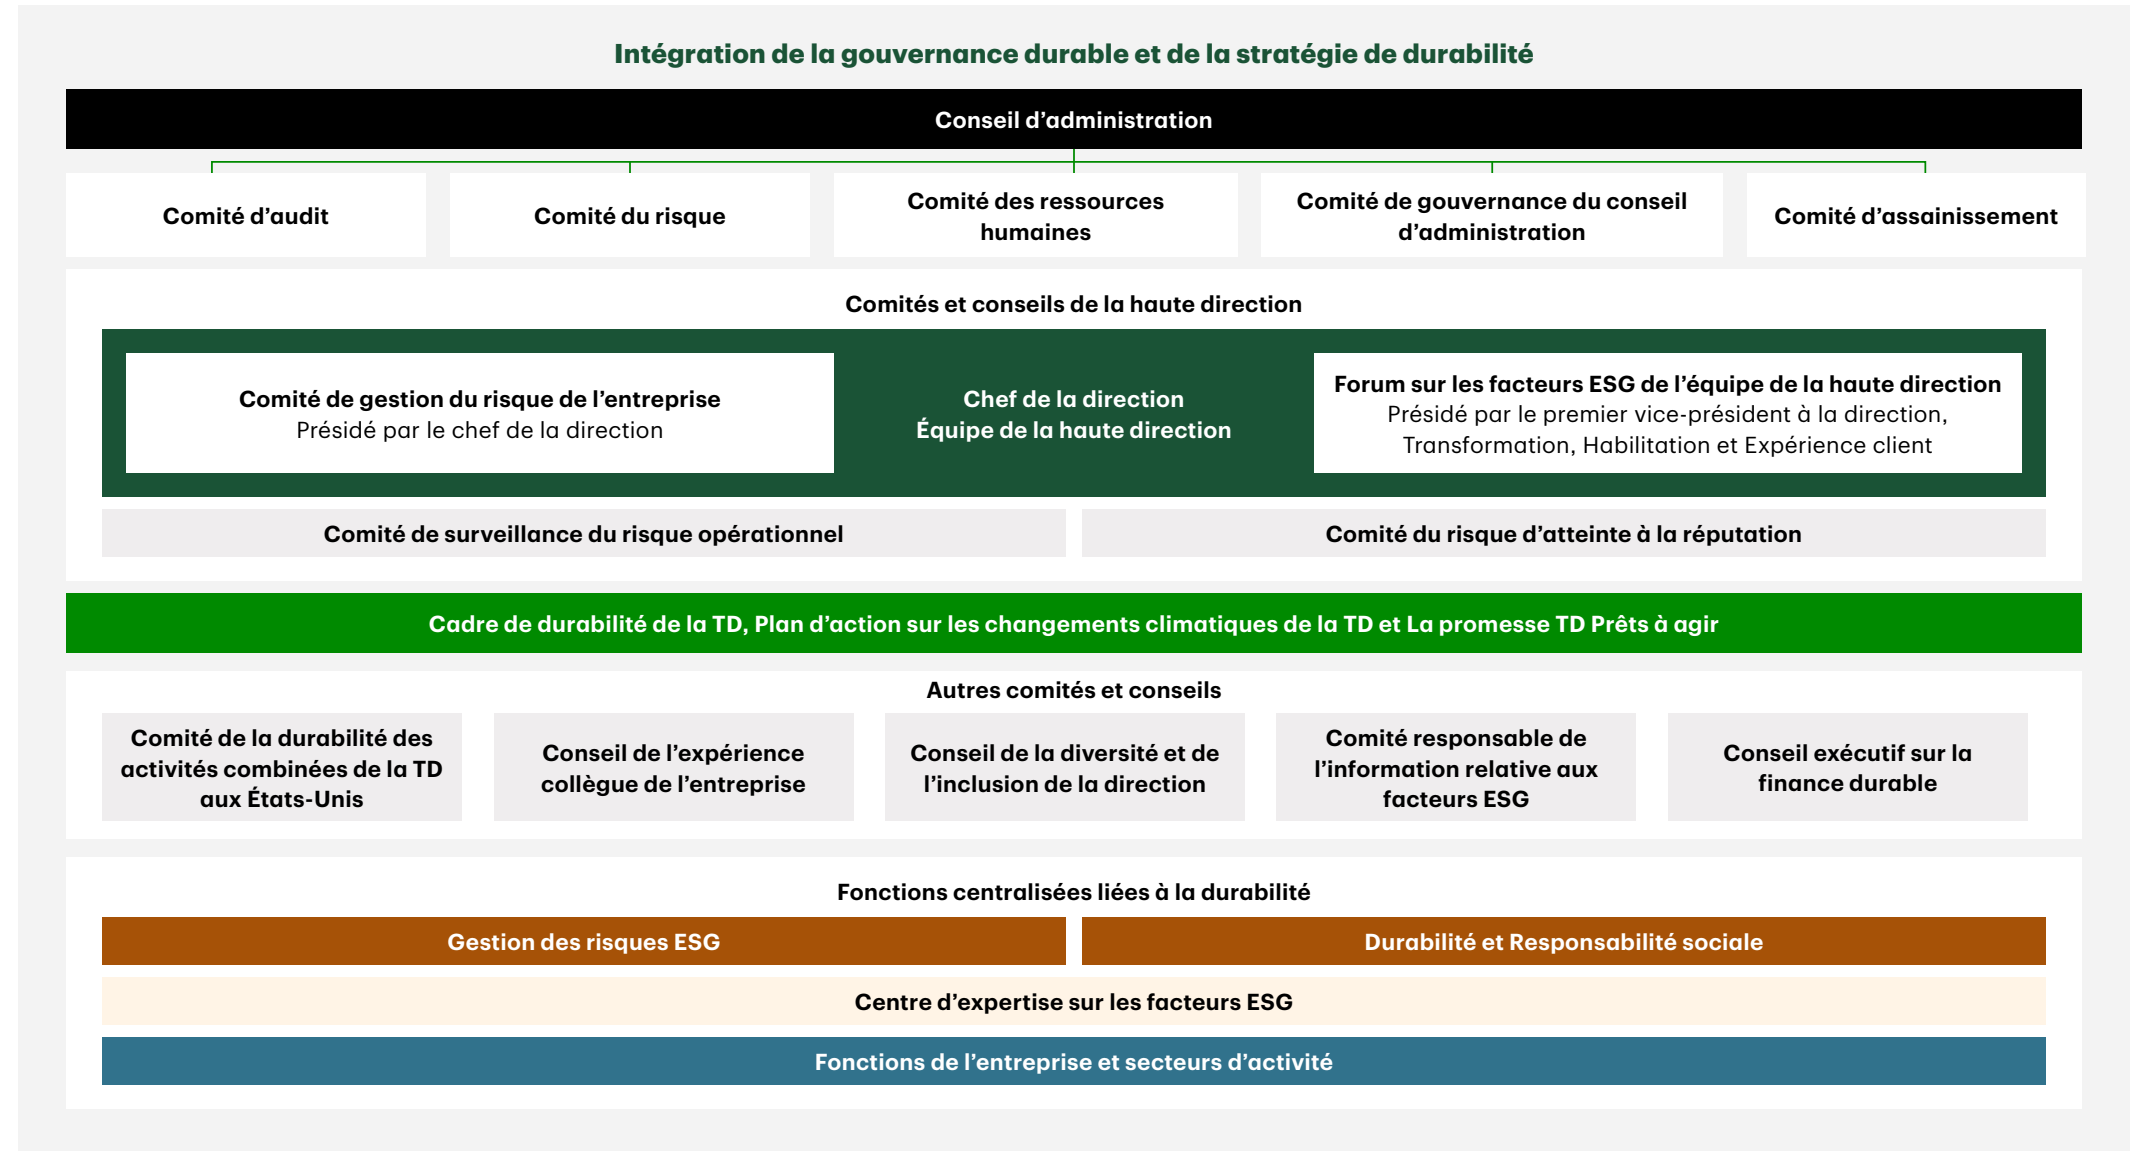 Intégration de la gouvernance durable et de la stratégie de durabilité
Conseil d’administration
Comité d’audit
Comité du risque
Comité des ressources
humaines
Comité de gouvernance du conseil
d’administration
Comité d’assainissement
Comités et conseils de la haute direction
Comité de gestion du risque de l’entreprise
Présidé par le chef de la direction
Chef de la direction
Équipe de la haute direction
Forum sur les facteurs ESG de l’équipe de la haute direction
Présidé par le premier vice-président à la direction,
Transformation, Habilitation et Expérience client
Comité de surveillance du risque opérationnel
Comité du risque d’atteinte à la réputation
Cadre de durabilité de la TD, Plan d’action sur les changements climatiques de la TD et La promesse TD Prêts à agir
Autres comités et conseils
Comité de la durabilité des
activités combinées de la TD
aux États-Unis
Conseil de l’expérience
collègue de l’entreprise
Conseil de la diversité et de
l’inclusion de la direction
Comité responsable de
l’information relative aux
facteurs ESG
Conseil exécutif sur la
finance durable
Fonctions centralisées liées à la durabilité
Gestion des risques ESG
Durabilité et Responsabilité sociale
Centre d’expertise sur les facteurs ESG
Fonctions de l’entreprise et secteurs d’activité